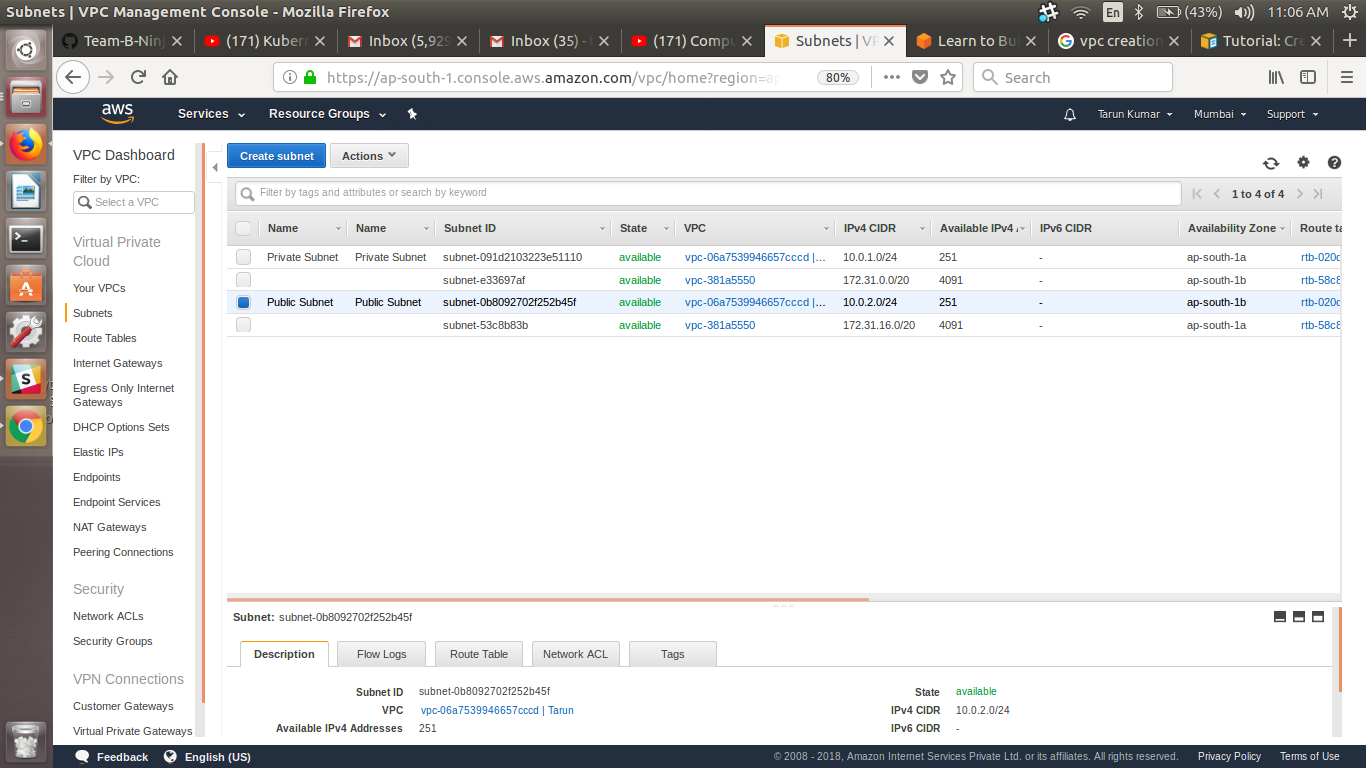 Subnets | VPC Management Console - Mozilla Firefox
En
(43%)
11:06 AM
Team-B-Ninj
(171) Kubern
Inbox (5,929
Inbox (35) -
(171) Compu
Subnets | VP
Learn to Bui
vpc creation
Tutorial: Cre
https://ap-south-1.console.aws.amazon.com/vpc/home?region=ap
80%
Search
aws
Services
Resource Groups
Tarun Kumar
Mumbai
Support
VPC Dashboard
Filter by VPC:
Select a VPC
Virtual Private
Cloud
Your VPCs
Subnets
Route Tables
Internet Gateways
Egress Only Internet
Gateways
DHCP Options Sets
Elastic IPs
Endpoints
Endpoint Services
NAT Gateways
Peering Connections
Security
Network ACLs
Security Groups
VPN Connections
Customer Gateways
Virtual Private Gateways
Create subnet
Actions
Filter by tags and attributes or search by keyword
1 to 4 of 4
Name Name Subnet ID State VPC IPv4 CIDR Available IPv4 IPv6 CIDR Availability Zone Route ta
Private Subnet Private Subnet subnet-091d2103223e51110 available vpc-06a7539946657cccd |... 10.0.1.0/24 251 - ap-south-1a rtb-020d
subnet-e33697af available vpc-381a5550 172.31.0.0/20 4091 - ap-south-1b rtb-58c8
Public Subnet Public Subnet subnet-0b8092702f252b45f available vpc-06a7539946657cccd |... 10.0.2.0/24 251 - ap-south-1b rtb-020d
subnet-53c8b83b available vpc-381a5550 172.31.16.0/20 4091 - ap-south-1a rtb-58c8
Subnet: subnet-0b8092702f252b45f
Description Flow Logs Route Table Network ACL Tags
Subnet ID subnet-0b8092702f252b45f State available
VPC vpc-06a7539946657cccd | Tarun IPv4 CIDR 10.0.2.0/24
Available IPv4 Addresses 251 IPv6 CIDR -
Feedback
English (US)
© 2008 - 2018, Amazon Internet Services Private Ltd. or its affiliates. All rights reserved.
Privacy Policy
Terms of Use